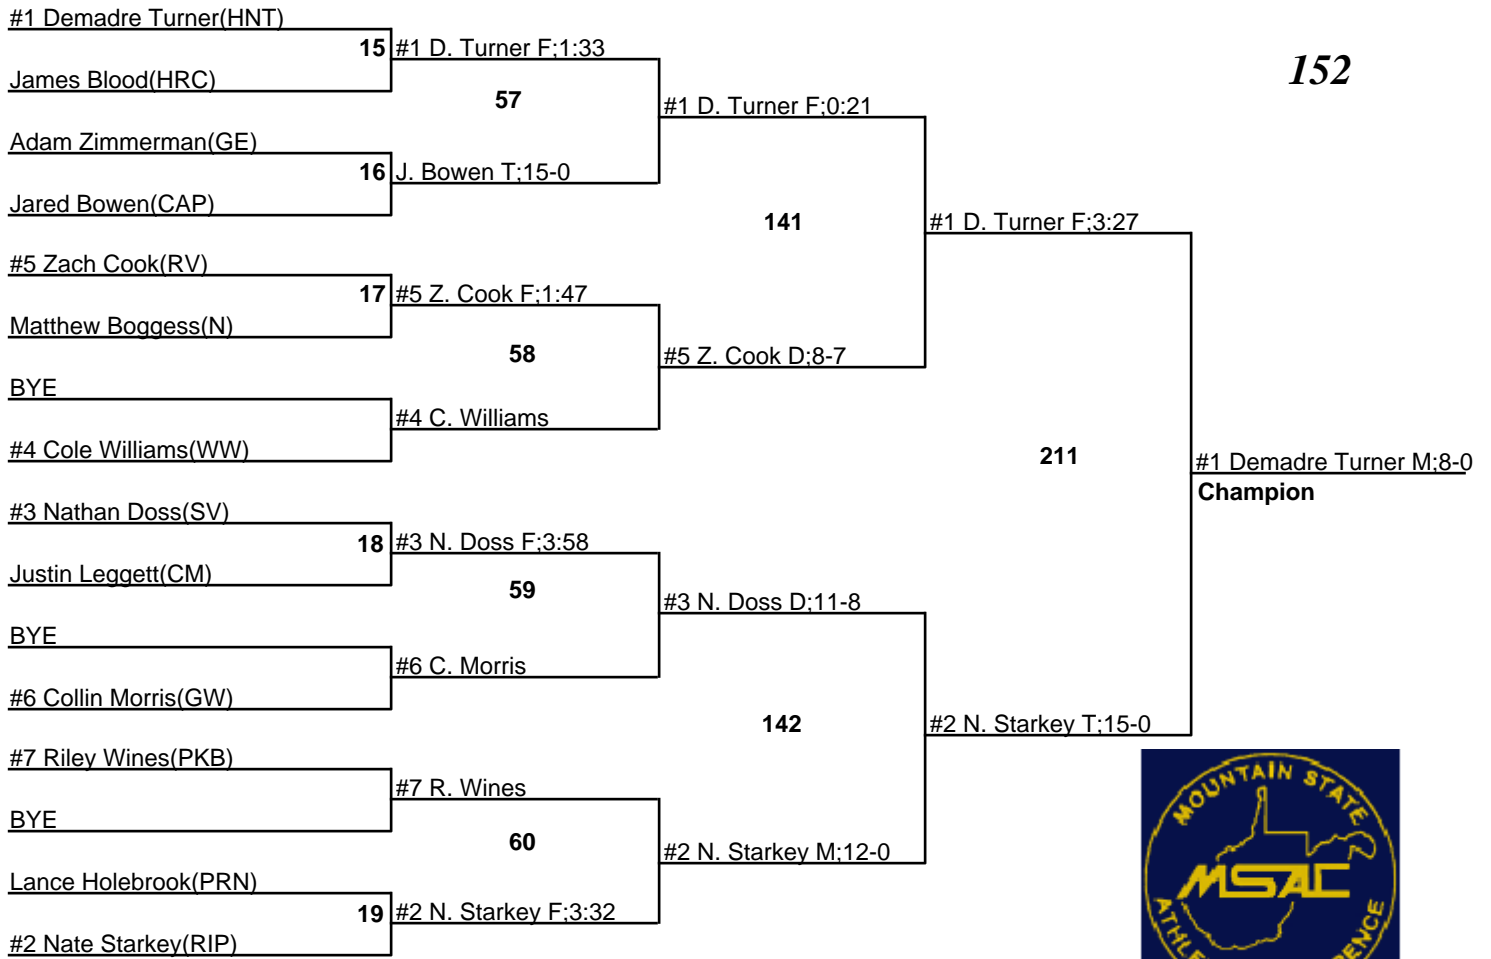 #1 Demadre Turner(HNT)
15 #1 D. Turner F;1:33
152
James Blood(HRC)
57
#1 D. Turner F;0:21
Adam Zimmerman(GE)
16 J. Bowen T;15-0
Jared Bowen(CAP)
141
#1 D. Turner F;3:27
#5 Zach Cook(RV)
17 #5 Z. Cook F;1:47
Matthew Boggess(N)
58
#5 Z. Cook D;8-7
BYE
#4 C. Williams
#4 Cole Williams(WW)
211
#1 Demadre Turner M;8-0
Champion
#3 Nathan Doss(SV)
18 #3 N. Doss F;3:58
Justin Leggett(CM)
59
#3 N. Doss D;11-8
BYE
#6 C. Morris
#6 Collin Morris(GW)
142
#2 N. Starkey T;15-0
#7 Riley Wines(PKB)
#7 R. Wines
BYE
60
#2 N. Starkey M;12-0
Lance Holebrook(PRN)
19 #2 N. Starkey F;3:32
#2 Nate Starkey(RIP)
MOUNTAIN STATE
MSAC